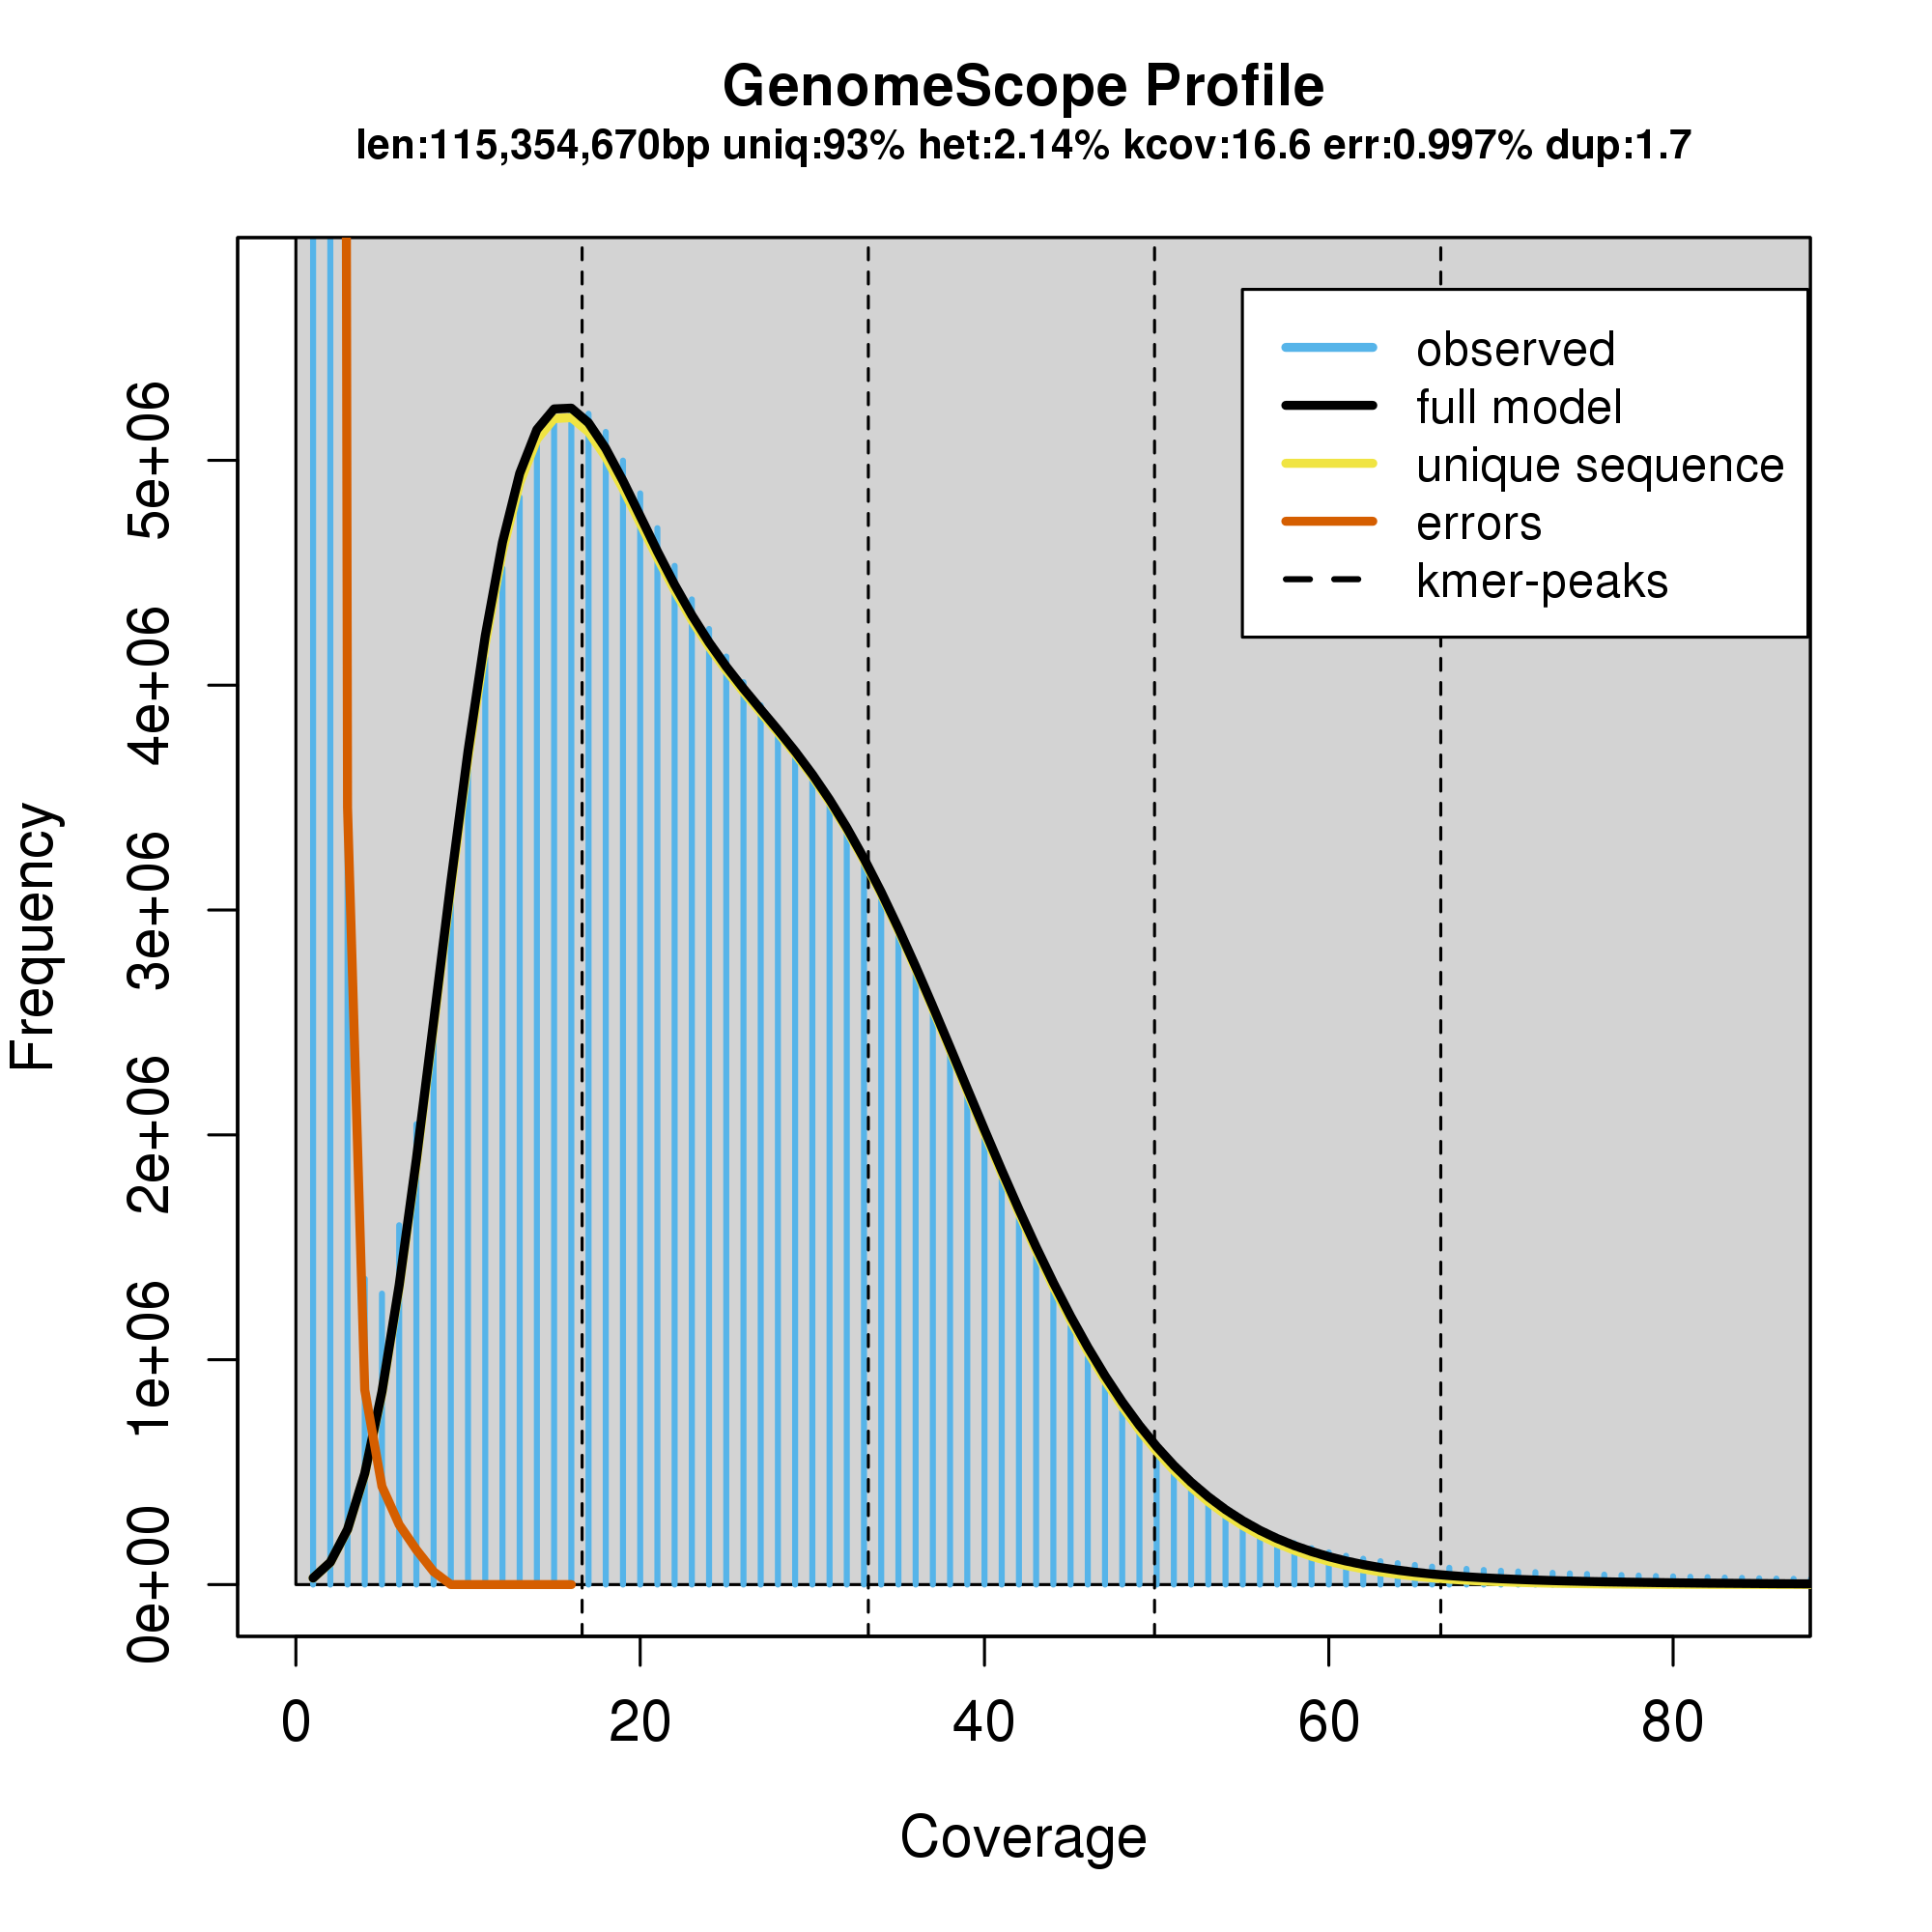 GenomeScope Profile
len:115,354,670bp uniq:93% het:2.14% kcov:16.6 err:0.997% dup:1.7
observed
full model
unique sequence
errors
kmer-peaks
Frequency
5e+06
4e+06
3e+06
2e+06
1e+06
0e+00
0 20 40 60 80
Coverage